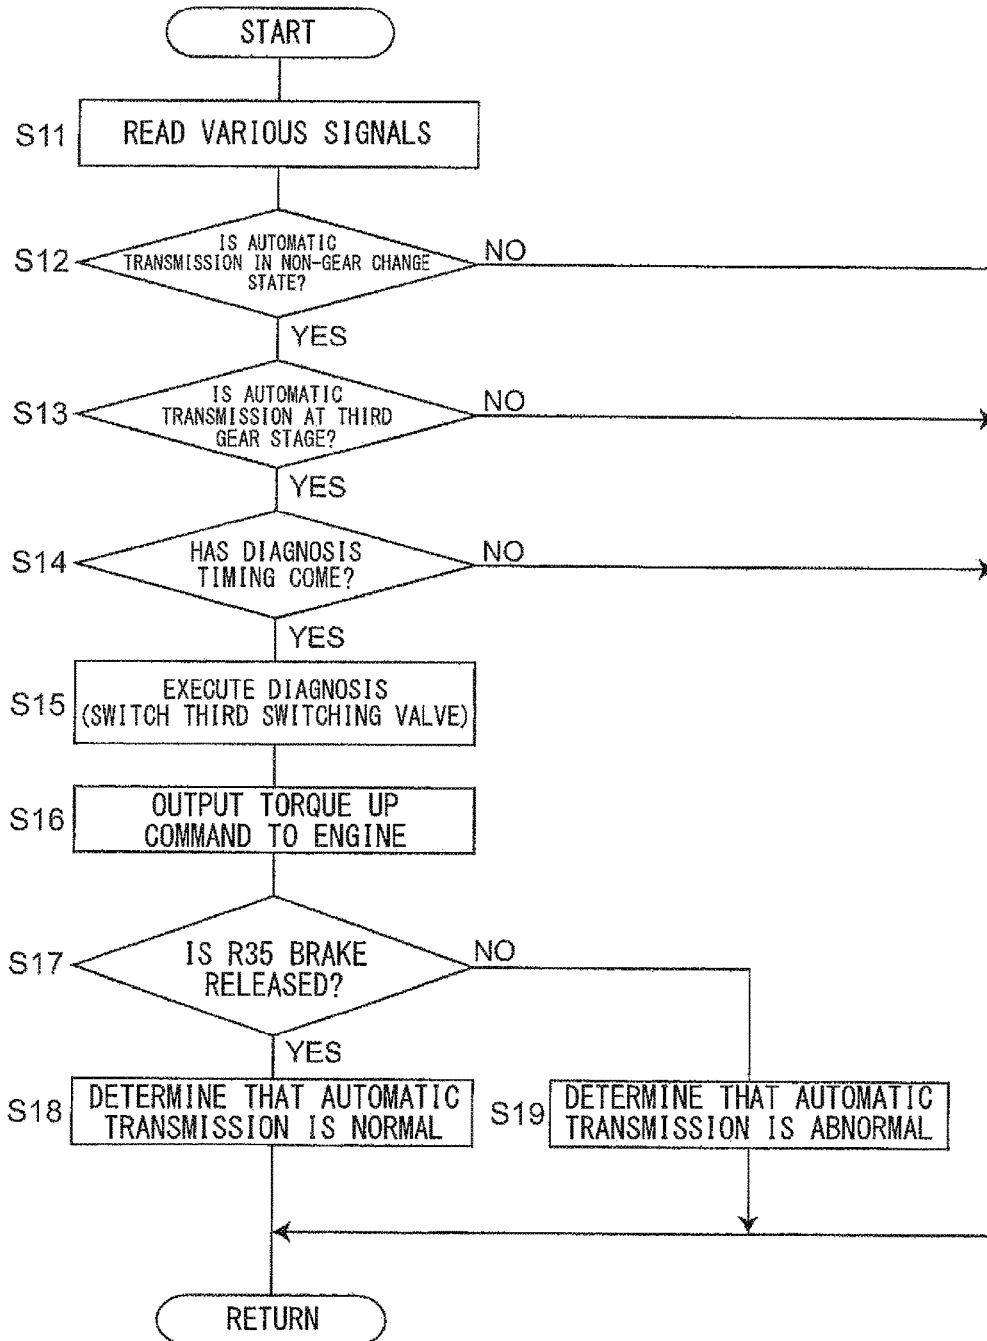 START
S11
READ VARIOUS SIGNALS
S12
IS AUTOMATIC
TRANSMISSION IN NON-GEAR CHANGE
STATE?
NO
YES
S13
IS AUTOMATIC
TRANSMISSION AT THIRD
GEAR STAGE?
NO
YES
S14
HAS DIAGNOSIS
TIMING COME?
NO
YES
S15
EXECUTE DIAGNOSIS
(SWITCH THIRD SWITCHING VALVE)
S16
OUTPUT TORQUE UP
COMMAND TO ENGINE
S17
IS R35 BRAKE
RELEASED?
NO
YES
S18
DETERMINE THAT AUTOMATIC
TRANSMISSION IS NORMAL
S19
DETERMINE THAT AUTOMATIC
TRANSMISSION IS ABNORMAL
RETURN